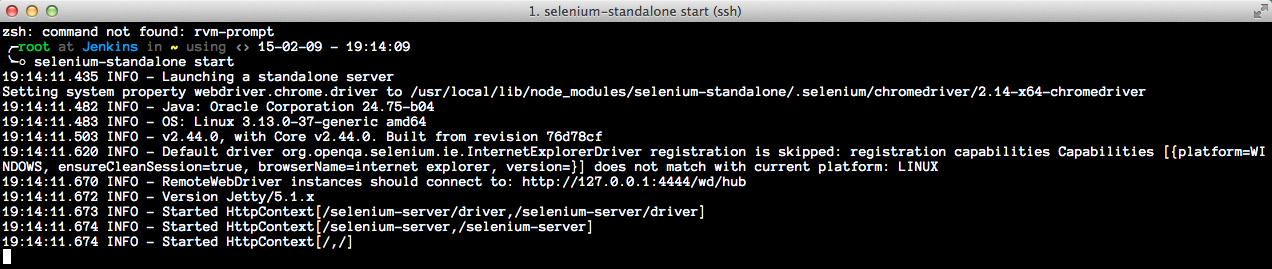 1. selenium-standalone start (ssh)
zsh: command not found: rvm-prompt
╭─root at Jenkins in ~ using ‹› 15-02-09 - 19:14:09
╰─○ selenium-standalone start
19:14:11.435 INFO - Launching a standalone server
Setting system property webdriver.chrome.driver to /usr/local/lib/node_modules/selenium-standalone/.selenium/chromedriver/2.14-x64-chromedriver
19:14:11.482 INFO - Java: Oracle Corporation 24.75-b04
19:14:11.483 INFO - OS: Linux 3.13.0-37-generic amd64
19:14:11.503 INFO - v2.44.0, with Core v2.44.0. Built from revision 76d78cf
19:14:11.620 INFO - Default driver org.openqa.selenium.ie.InternetExplorerDriver registration is skipped: registration capabilities Capabilities [{platform=WI
NDOWS, ensureCleanSession=true, browserName=internet explorer, version=}] does not match with current platform: LINUX
19:14:11.670 INFO - RemoteWebDriver instances should connect to: http://127.0.0.1:4444/wd/hub
19:14:11.672 INFO - Version Jetty/5.1.x
19:14:11.673 INFO - Started HttpContext[/selenium-server/driver,/selenium-server/driver]
19:14:11.674 INFO - Started HttpContext[/selenium-server,/selenium-server]
19:14:11.674 INFO - Started HttpContext[/,/]